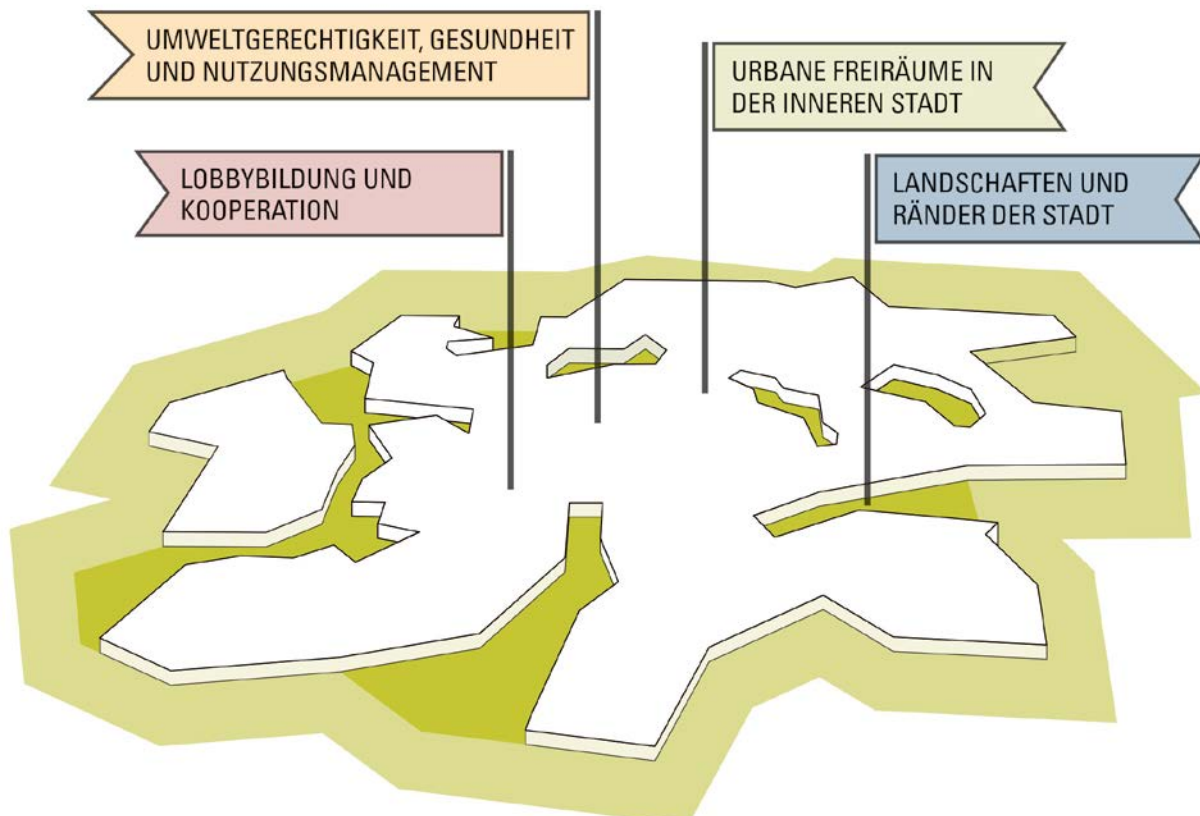 UMWELTGERECHTIGKEIT, GESUNDHEIT
UND NUTZUNGSMANAGEMENT
URBANE FREIRÄUME IN
DER INNEREN STADT
LOBBYBILDUNG UND
KOOPERATION
LANDSCHAFTEN UND
RÄNDER DER STADT